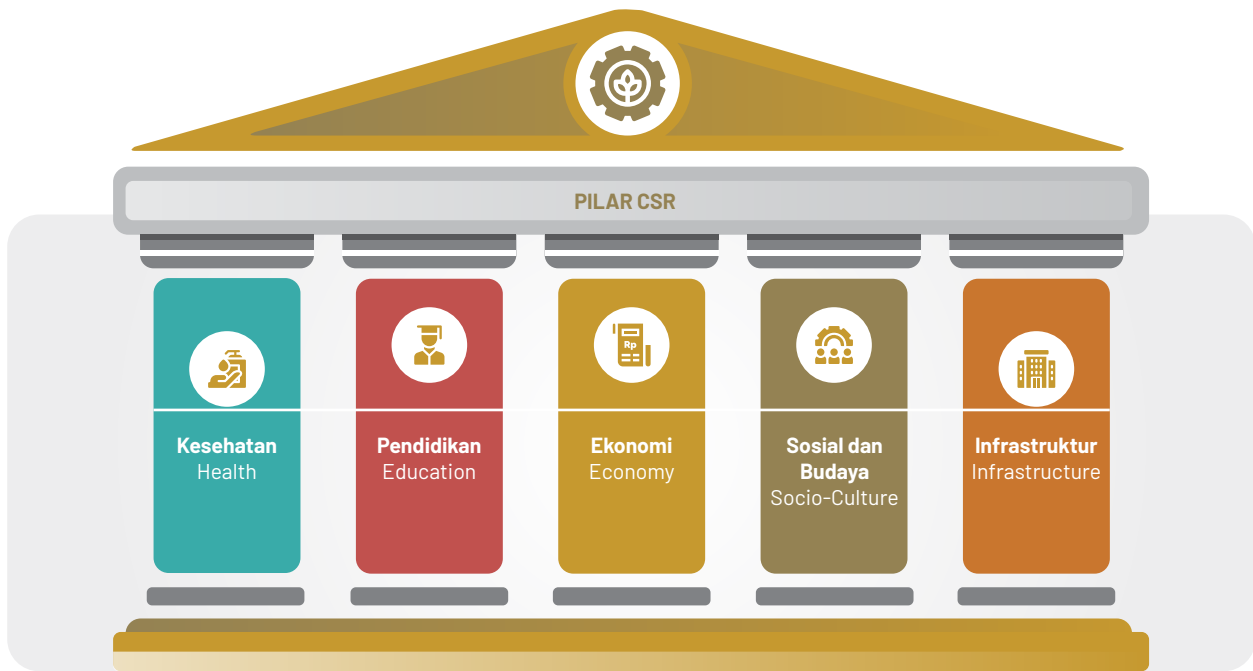 PILAR CSR
Rp
Kesehatan
Health
Pendidikan
Education
Ekonomi
Economy
Sosial dan
Budaya
Socio-Culture
Infrastruktur
Infrastructure